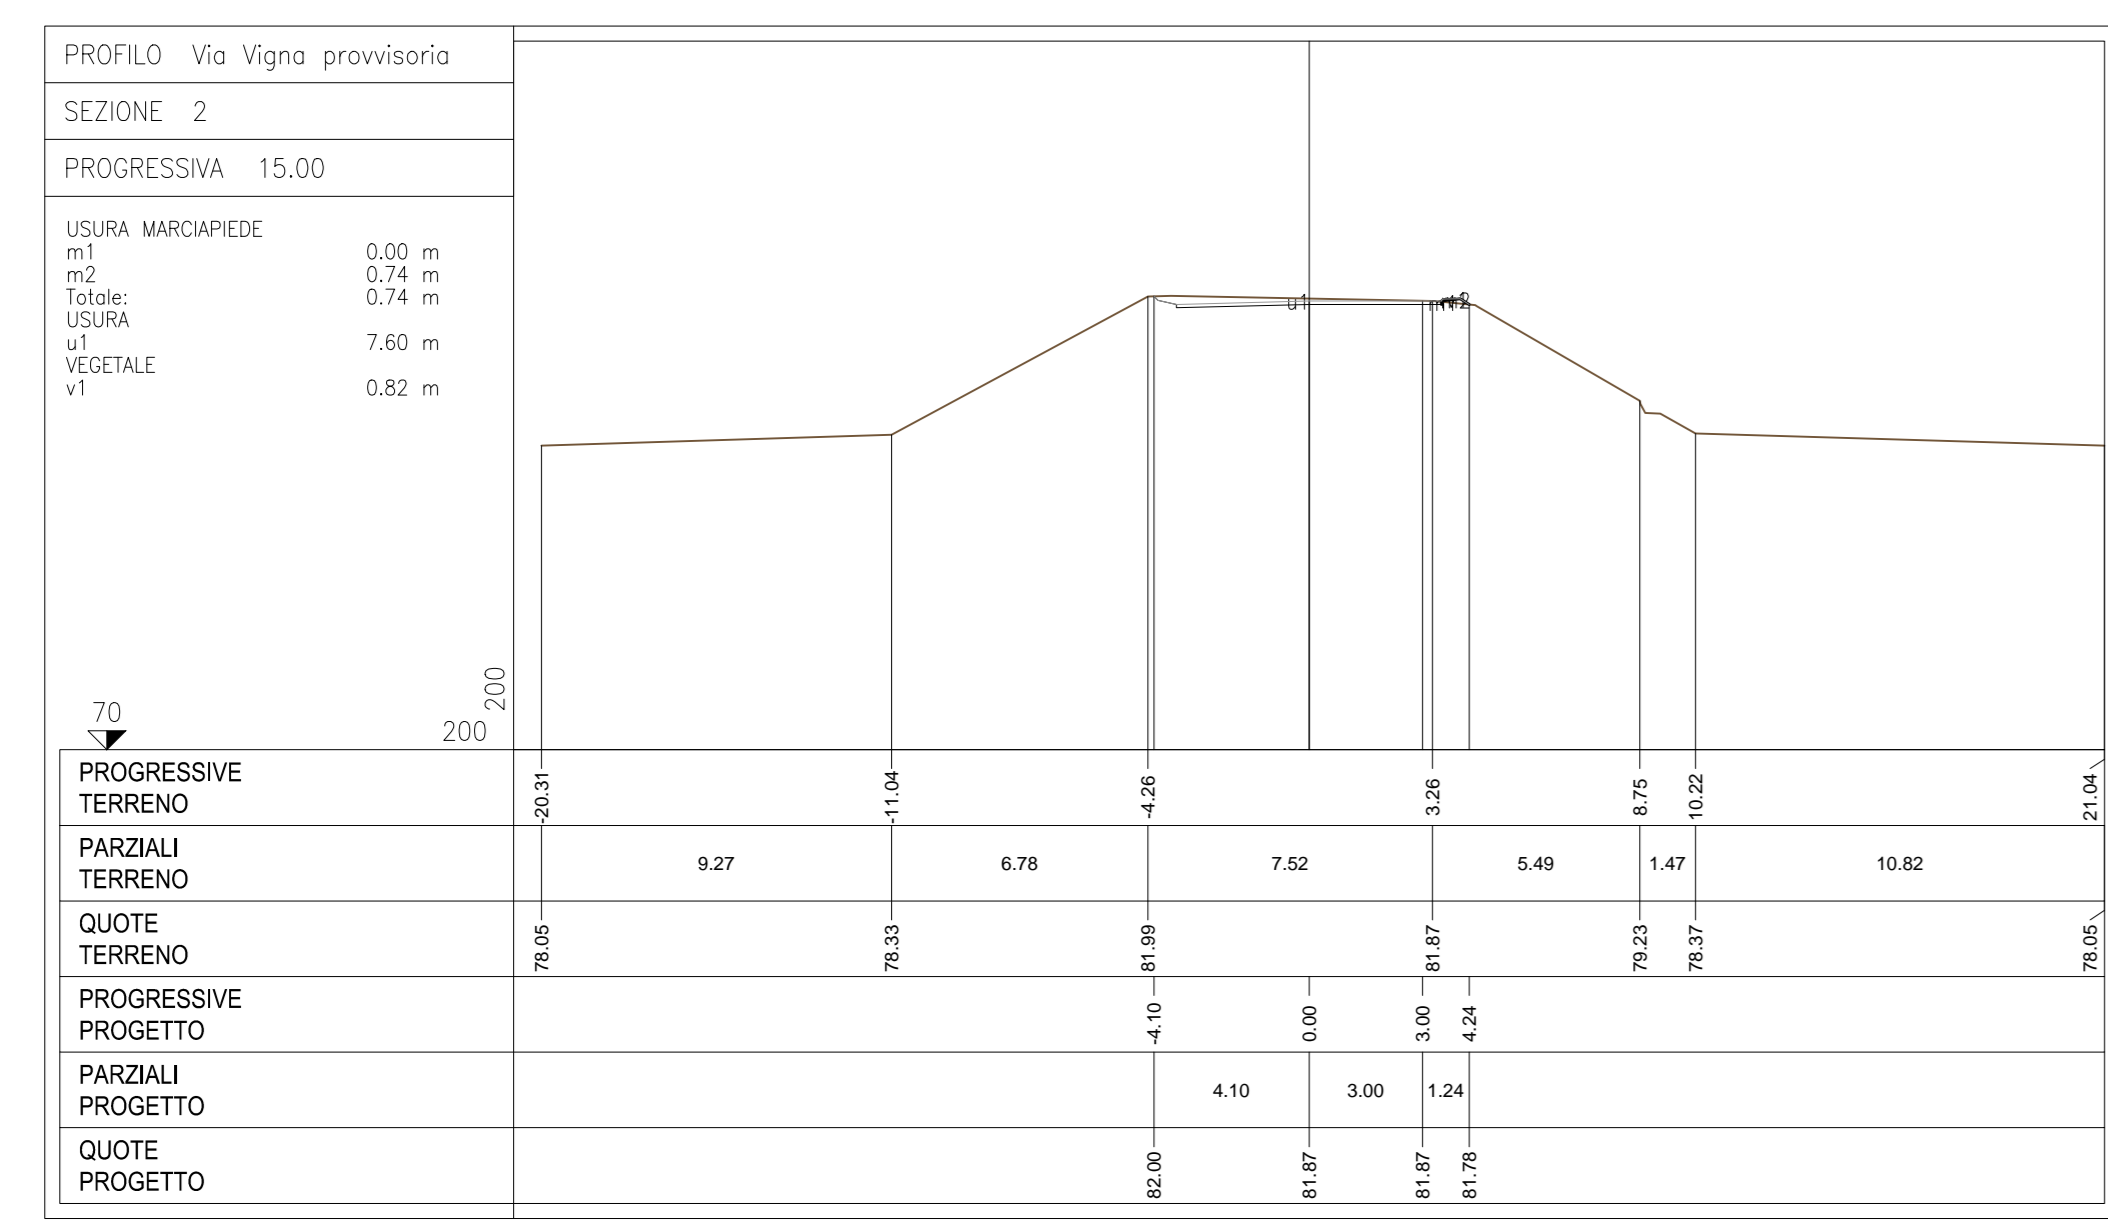 PROFILO Via Vigna provvisoria
SEZIONE 2
PROGRESSIVA 15.00
USURA MARCIAPIEDE
m1 0.00 m
m2 0.74 m
Totale: 0.74 m
USURA
u1 7.60 m
VEGETALE
v1 0.82 m
u1
m1
70
200
200
PROGRESSIVE
TERRENO
-20.31 -11.04 -4.26 3.26 8.75 10.22 21.04
PARZIALI
TERRENO
9.27 6.78 7.52 5.49 1.47 10.82
QUOTE
TERRENO
78.05 78.33 81.99 81.87 79.23 78.37 78.05
PROGRESSIVE
PROGETTO
-4.10 0.00 3.00 4.24
PARZIALI
PROGETTO
4.10 3.00 1.24
QUOTE
PROGETTO
82.00 81.87 81.87 81.78